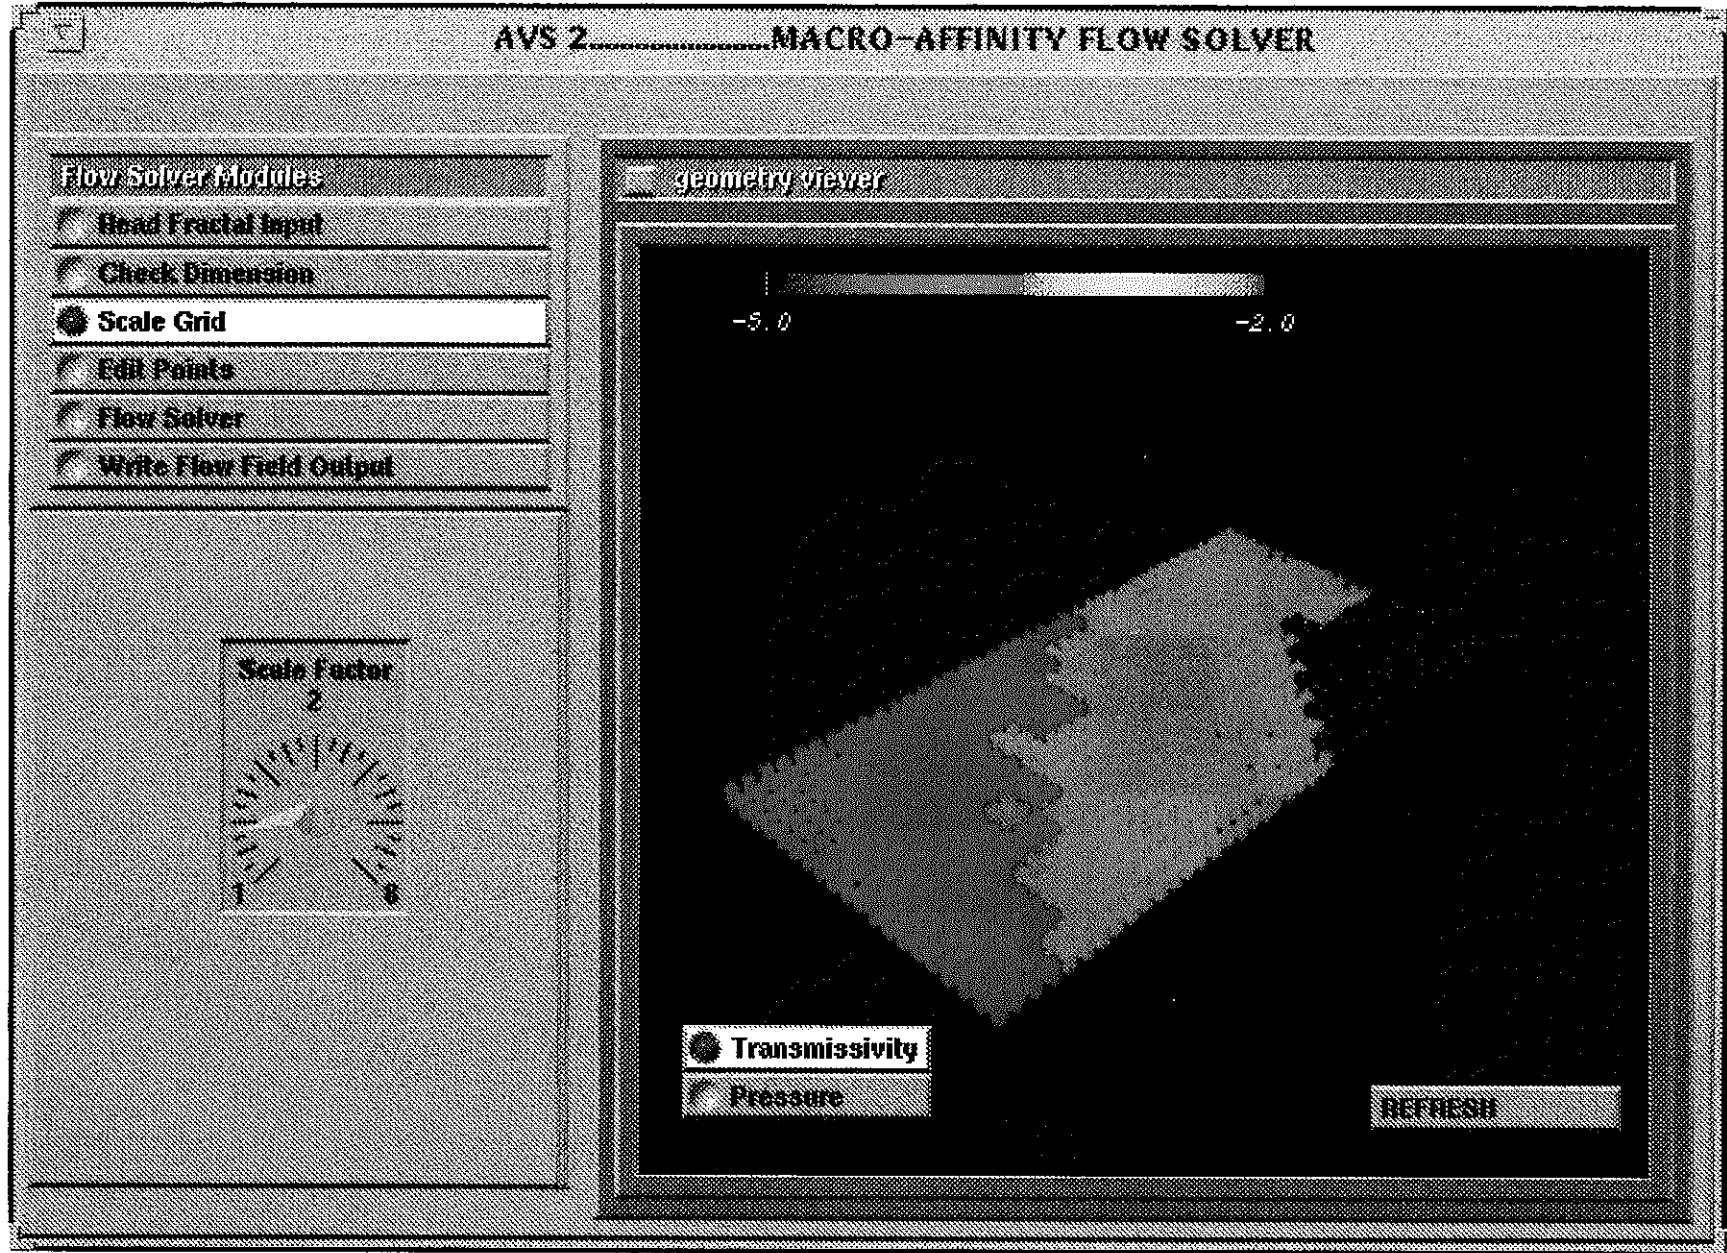 AVS 2...............MACRO-AFFINITY FLOW SOLVER
Flow Solver Modules
Read Fractal Input
Check Dimension
Scale Grid
Edit Points
Flow Solver
Write Flow Field Output
Scale Factor
2
1
8
geometry viewer
-5.0
-2.0
Transmissivity
Pressure
REFRESH